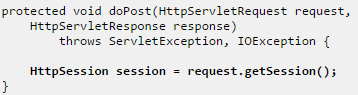 protected void doPost(HttpServletRequest request,
HttpServletResponse response)
throws ServletException, IOException {
HttpSession session = request.getSession();
}